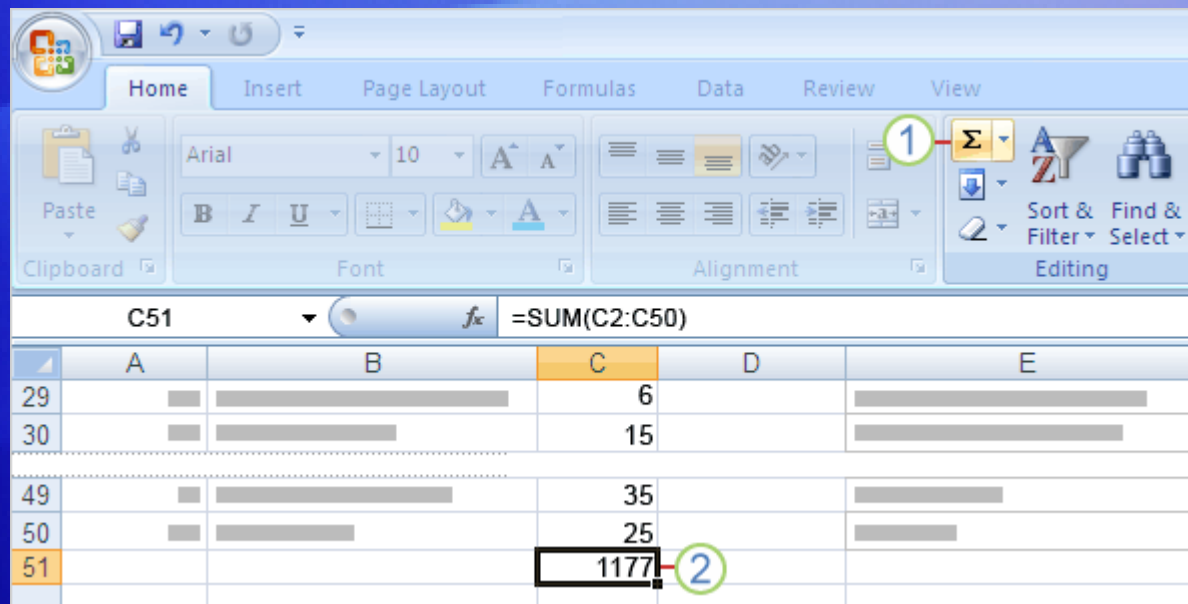 Home Insert Page Layout Formulas Data Review View
1 Σ
Arial 10 A A
A Z
Paste
B I U A a
Sort & Filter Find & Select
Clipboard Font Alignment Editing
C51 fx =SUM(C2:C50)
A B C D E
29 6
30 15
49 35
50 25
51 1177 2